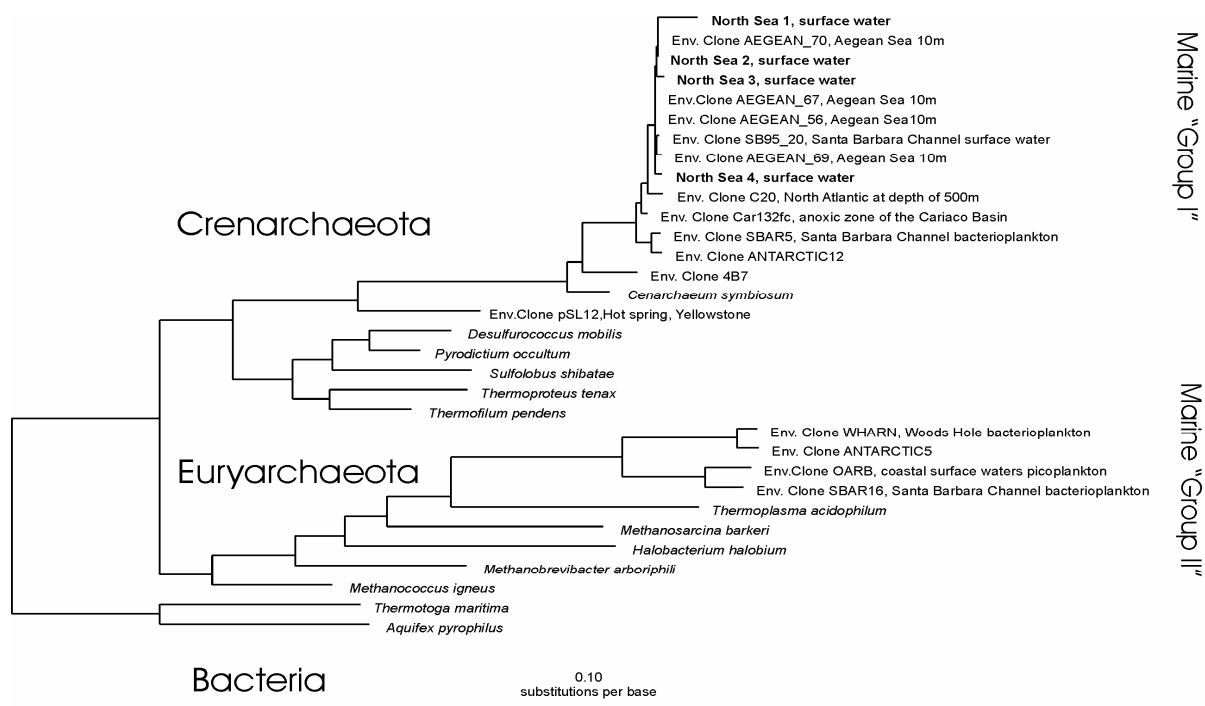 North Sea 1, surface water
Env. Clone AEGEAN_70, Aegean Sea 10m
North Sea 2, surface water
North Sea 3, surface water
Env.Clone AEGEAN_67, Aegean Sea 10m
Env. Clone AEGEAN_56, Aegean Sea10m
Env. Clone SB95_20, Santa Barbara Channel surface water
Env. Clone AEGEAN_69, Aegean Sea 10m
North Sea 4, surface water
Env. Clone C20, North Atlantic at depth of 500m
Env. Clone Car132fc, anoxic zone of the Cariaco Basin
Env. Clone SBAR5, Santa Barbara Channel bacterioplankton
Env. Clone ANTARCTIC12
Env. Clone 4B7
Cenarchaeum symbiosum
Env.Clone pSL12,Hot spring, Yellowstone
Desulfurococcus mobilis
Pyrodictium occultum
Sulfolobus shibatae
Thermoproteus tenax
Thermofilum pendens
Env. Clone WHARN, Woods Hole bacterioplankton
Env. Clone ANTARCTIC5
Env.Clone OARB, coastal surface waters picoplankton
Env. Clone SBAR16, Santa Barbara Channel bacterioplankton
Thermoplasma acidophilum
Methanosarcina barkeri
Halobacterium halobium
Methanobrevibacter arboriphili
Methanococcus igneus
Thermotoga maritima
Aquifex pyrophilus
Crenarchaeota
Euryarchaeota
Bacteria
Marine “Group I”
Marine “Group II”
0.10
substitutions per base